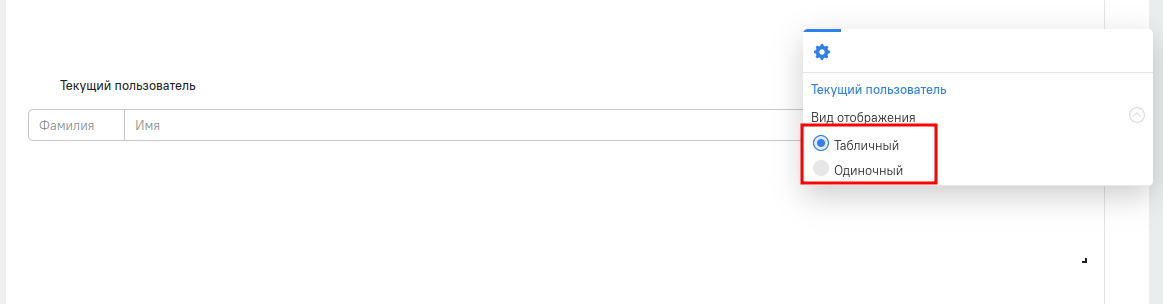 Текущий пользователь
Фамилия
Имя
Текущий пользователь
Вид отображения
Табличный
Одиночный